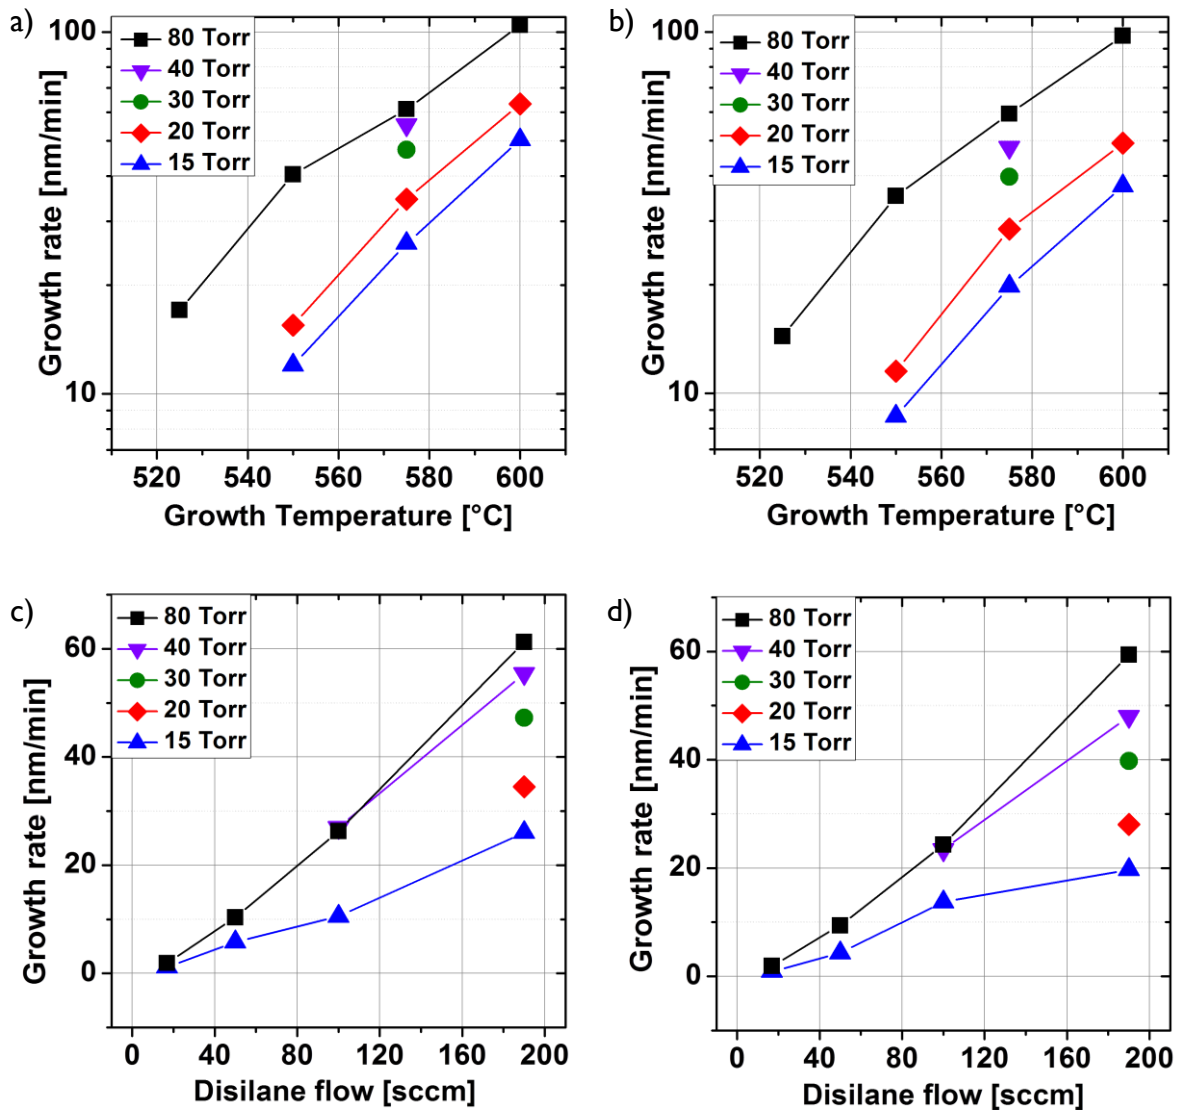 a)
100
10
Growth rate [nm/min]
80 Torr
40 Torr
30 Torr
20 Torr
15 Torr
520 540 560 580 600
Growth Temperature [°C]
b)
100
10
Growth rate [nm/min]
80 Torr
40 Torr
30 Torr
20 Torr
15 Torr
520 540 560 580 600
Growth Temperature [°C]
c)
60
40
20
0
Growth rate [nm/min]
80 Torr
40 Torr
30 Torr
20 Torr
15 Torr
0 40 80 120 160 200
Disilane flow [sccm]
d)
60
40
20
0
Growth rate [nm/min]
80 Torr
40 Torr
30 Torr
20 Torr
15 Torr
0 40 80 120 160 200
Disilane flow [sccm]